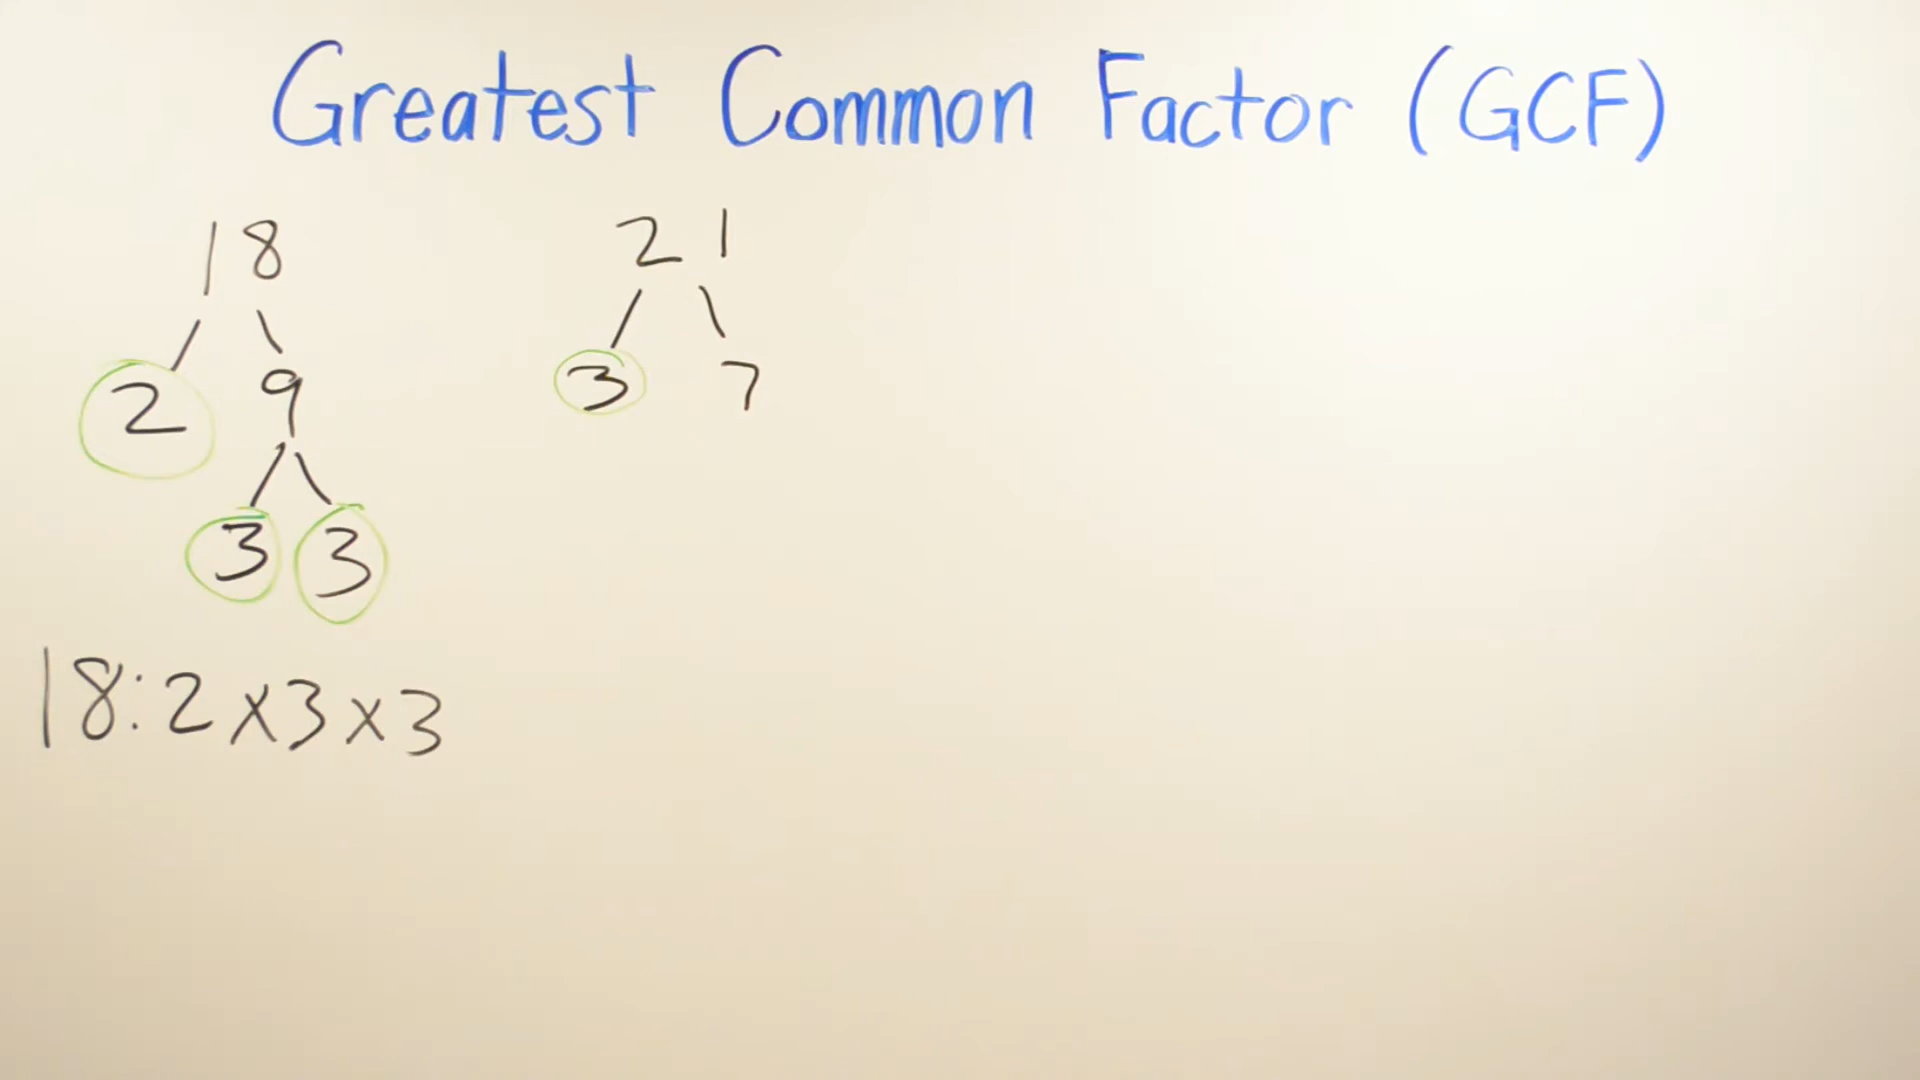 Greatest Common Factor (GCF)
18 21
2 9 3 7
3 3
18: 2 x 3 x 3